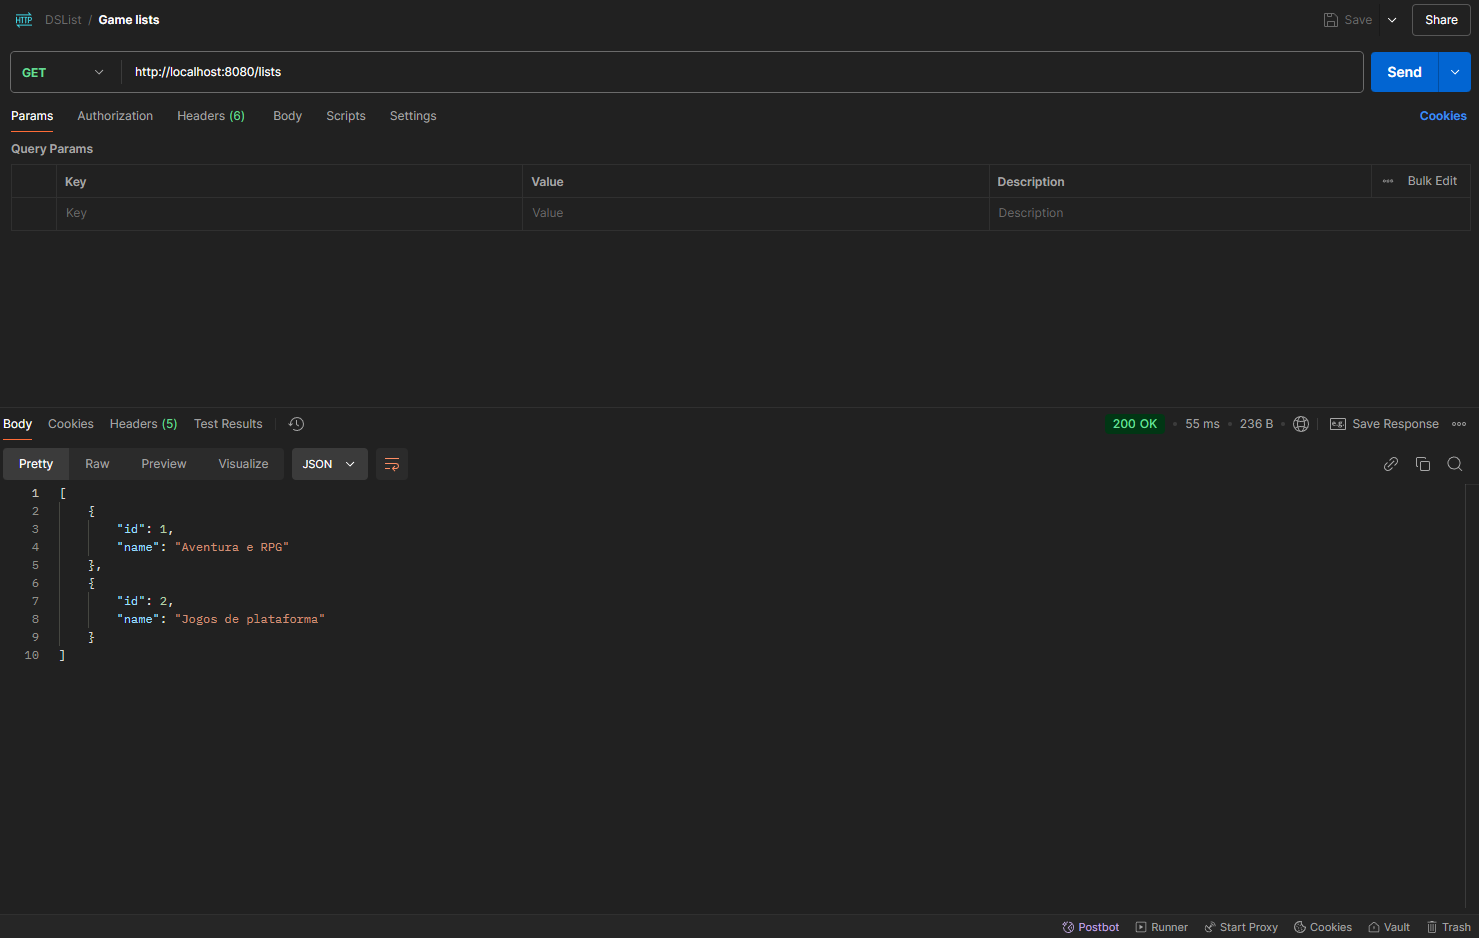 HTTP DSList / Game lists Save Share
GET http://localhost:8080/lists Send
Params Authorization Headers (6) Body Scripts Settings Cookies
Query Params
Key Value Description Bulk Edit
Key Value Description
Body Cookies Headers (5) Test Results 200 OK 55 ms 236 B e.g. Save Response
Pretty Raw Preview Visualize JSON
1 [
2 {
3 "id": 1,
4 "name": "Aventura e RPG"
5 },
6 {
7 "id": 2,
8 "name": "Jogos de plataforma"
9 }
10 ]
Postbot Runner Start Proxy Cookies Vault Trash